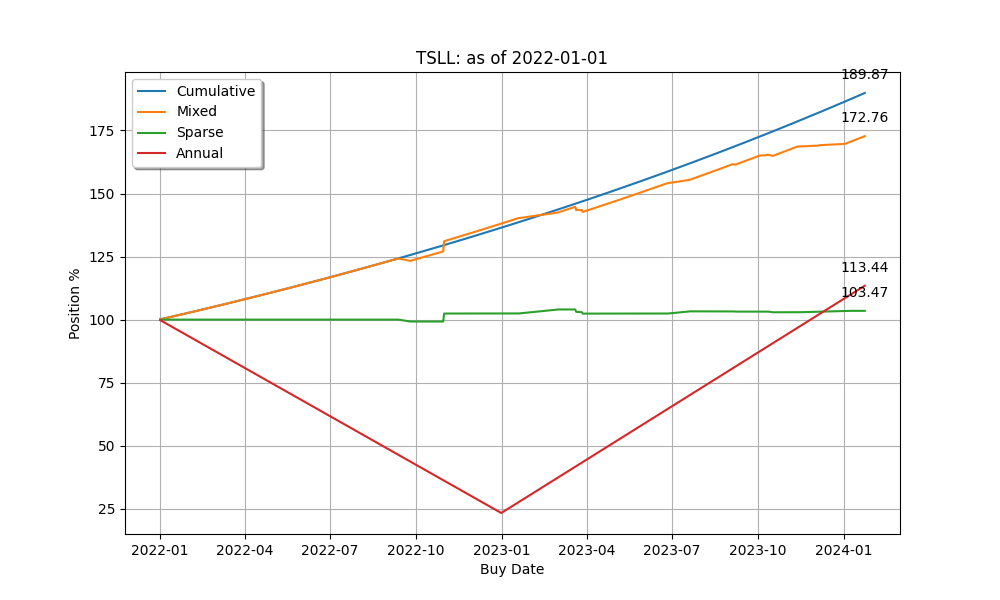 TSLL: as of 2022-01-01
Cumulative
Mixed
Sparse
Annual
189.87
172.76
113.44
103.47
Position %
175
150
125
100
75
50
25
2022-01 2022-04 2022-07 2022-10 2023-01 2023-04 2023-07 2023-10 2024-01
Buy Date